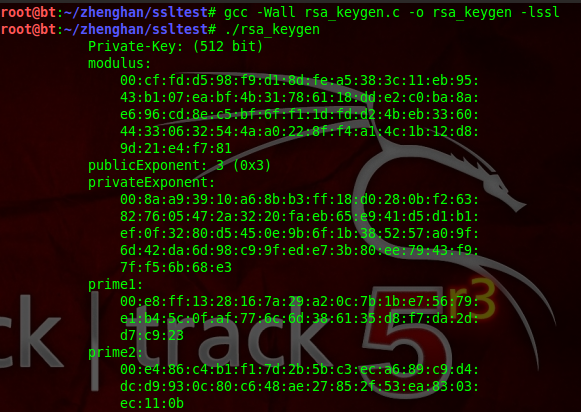 root@bt:~/zhenghan/ssltest# gcc -Wall rsa_keygen.c -o rsa_keygen -lssl
root@bt:~/zhenghan/ssltest# ./rsa_keygen
Private-Key: (512 bit)
modulus:
00:cf:fd:d5:98:f9:d1:8d:fe:a5:38:3c:11:eb:95:
43:b1:07:ea:bf:4b:31:78:61:18:dd:e2:c0:ba:8a:
e6:96:cd:8e:c5:bf:6f:f1:1d:fd:d2:4b:eb:33:60:
44:33:06:32:54:4a:a0:22:8f:f4:a1:4c:1b:12:d8:
9d:21:e4:f7:81
publicExponent: 3 (0x3)
privateExponent:
00:8a:a9:39:10:a6:8b:b3:ff:18:d0:28:0b:f2:63:
82:76:05:47:2a:32:20:fa:eb:65:e9:41:d5:d1:b1:
ef:0f:32:80:d5:45:0e:9b:6f:1b:38:52:57:a0:9f:
6d:42:da:6d:98:c9:9f:ed:e7:3b:80:ee:79:43:f9:
7f:f5:6b:68:e3
prime1:
00:e8:ff:13:28:16:7a:29:a2:0c:7b:1b:e7:56:79:
e1:b4:5c:0f:af:77:6c:6d:38:61:35:d8:f7:da:2d:
d7:c9:23
prime2:
00:e4:86:c4:b1:f1:7d:2b:5b:c3:ec:a6:89:c9:d4:
dc:d9:93:0c:80:c6:48:ae:27:85:2f:53:ea:83:03:
ec:11:0b
ck|track 5 r3